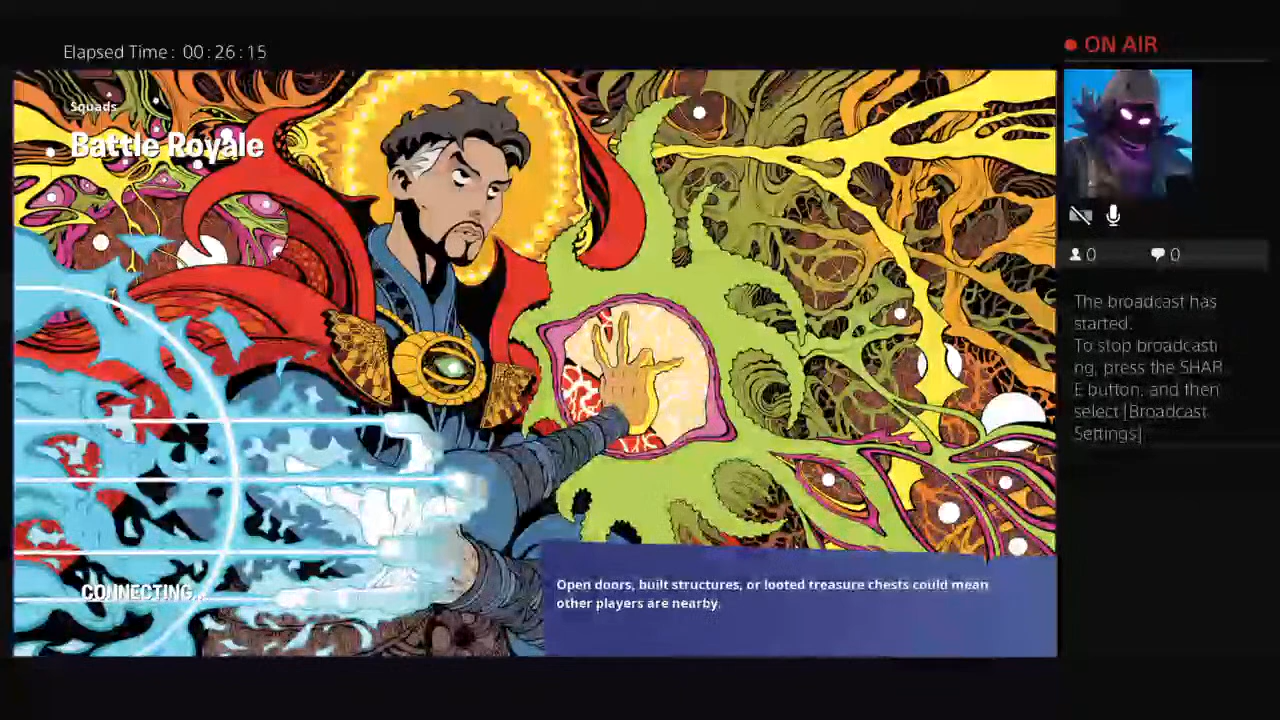 Elapsed Time: 00:26:15
ON AIR
Squads
Battle Royale
0 0
The broadcast has
started.
To stop broadcasti
ng, press the SHAR
E button, and then
select [Broadcast
Settings]
CONNECTING..
Open doors, built structures, or looted treasure chests could mean
other players are nearby.